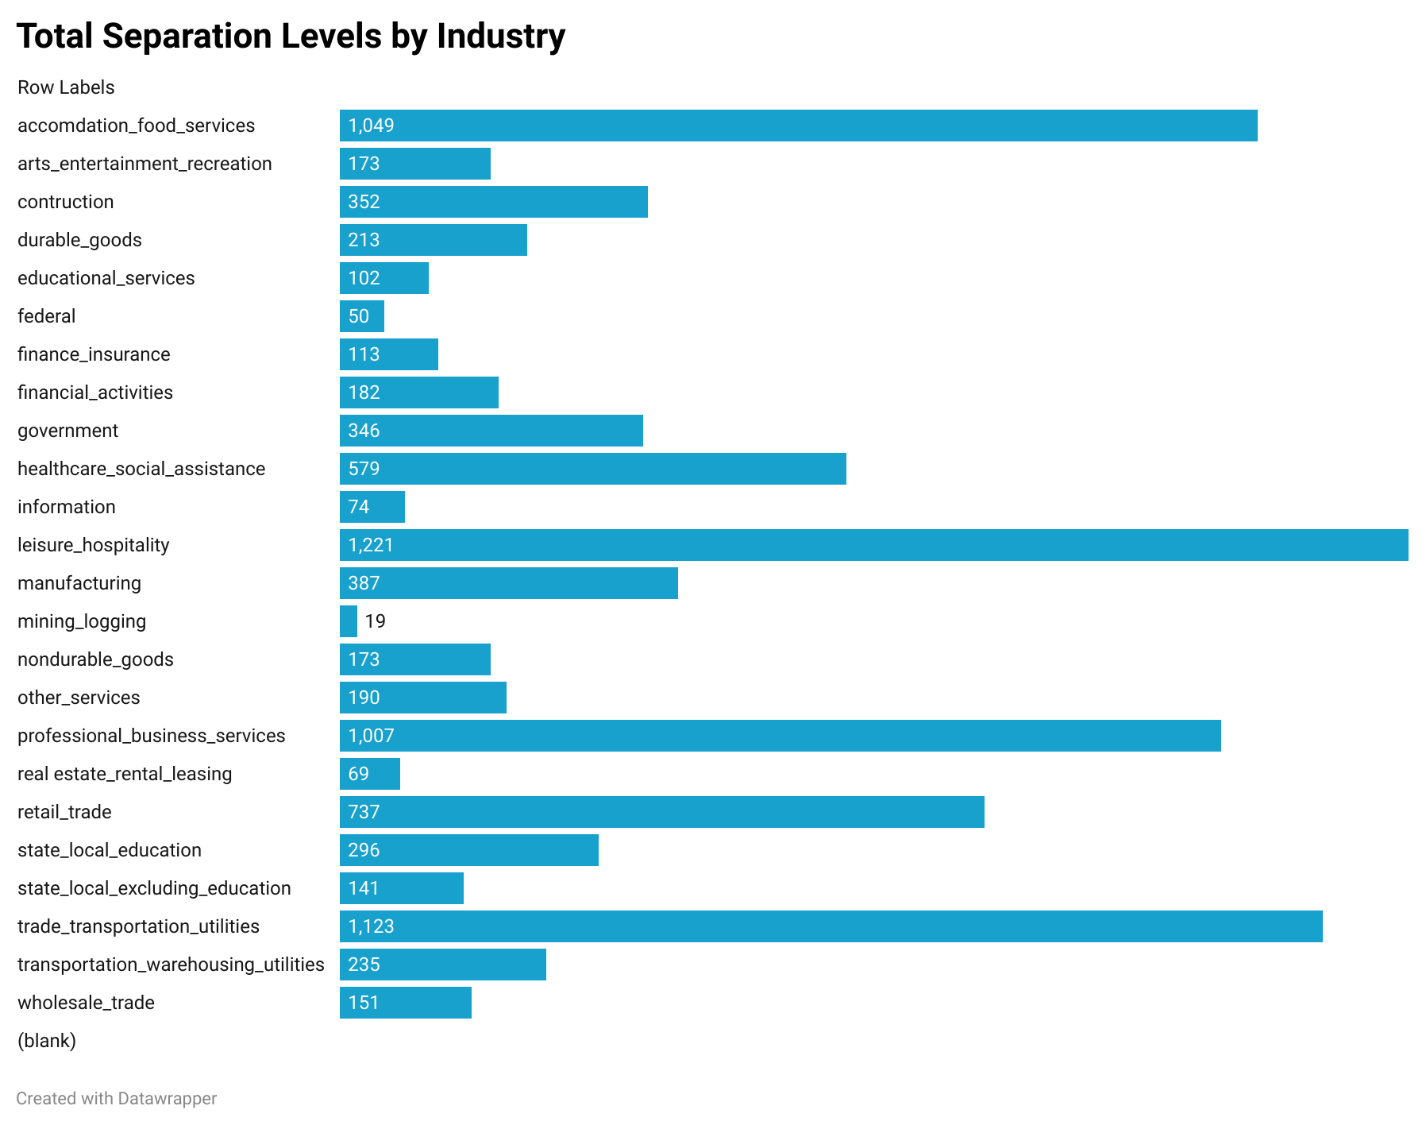 Total Separation Levels by Industry
Row Labels
accomdation_food_services 1,049
arts_entertainment_recreation 173
contruction 352
durable_goods 213
educational_services 102
federal 50
finance_insurance 113
financial_activities 182
government 346
healthcare_social_assistance 579
information 74
leisure_hospitality 1,221
manufacturing 387
mining_logging 19
nondurable_goods 173
other_services 190
professional_business_services 1,007
real estate_rental_leasing 69
retail_trade 737
state_local_education 296
state_local_excluding_education 141
trade_transportation_utilities 1,123
transportation_warehousing_utilities 235
wholesale_trade 151
(blank)
Created with Datawrapper